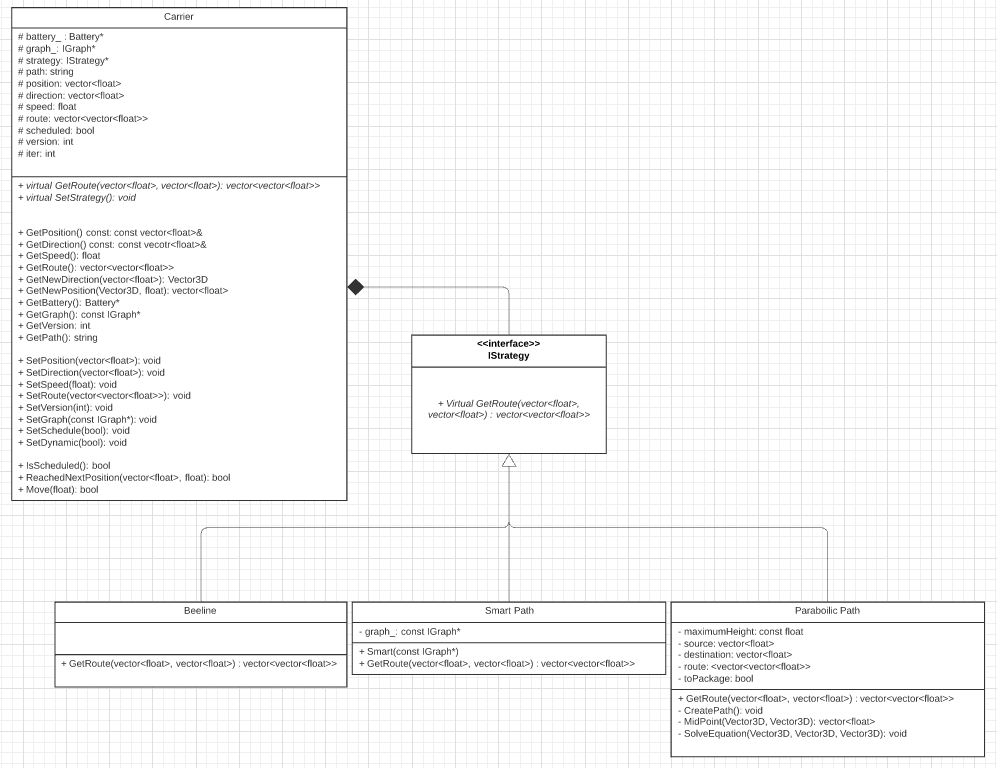 Carrier
# battery_ : Battery*
# graph_: IGraph*
# strategy: IStrategy*
# path: string
# position: vector<float>
# direction: vector<float>
# speed: float
# route: vector<vector<float>>
# scheduled: bool
# version: int
# iter: int
+ virtual GetRoute(vector<float>, vector<float>): vector<vector<float>>
+ virtual SetStrategy(): void
+ GetPosition() const: const vector<float>&
+ GetDirection() const: const vecotr<float>&
+ GetSpeed(): float
+ GetRoute(): vector<vector<float>>
+ GetNewDirection(vector<float>): Vector3D
+ GetNewPosition(Vector3D, float): vector<float>
+ GetBattery(): Battery*
+ GetGraph(): const IGraph*
+ GetVersion: int
+ GetPath(): string
+ SetPosition(vector<float>): void
+ SetDirection(vector<float>): void
+ SetSpeed(float): void
+ SetRoute(vector<vector<float>>): void
+ SetVersion(int): void
+ SetGraph(const IGraph*): void
+ SetSchedule(bool): void
+ SetDynamic(bool): void
+ IsScheduled(): bool
+ ReachedNextPosition(vector<float>, float): bool
+ Move(float): bool
<<interface>>
IStrategy
+ Virtual GetRoute(vector<float>,
vector<float>) : vector<vector<float>>
Beeline
+ GetRoute(vector<float>, vector<float>) : vector<vector<float>>
Smart Path
- graph_: const IGraph*
+ Smart(const IGraph*)
+ GetRoute(vector<float>, vector<float>) : vector<vector<float>>
Paraboilic Path
- maximumHeight: const float
- source: vector<float>
- destination: vector<float>
- route: <vector<float>>
- toPackage: bool
+ GetRoute(vector<float>, vector<float>) : vector<vector<float>>
- CreatePath(): void
- MidPoint(Vector3D, Vector3D): vector<float>
- SolveEquation(Vector3D, Vector3D, Vector3D): void